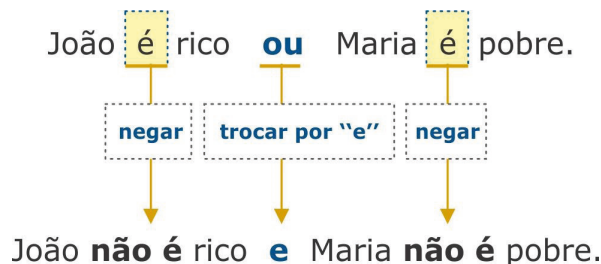 João é rico ou Maria é pobre.
negar trocar por “e” negar
João não é rico e Maria não é pobre.